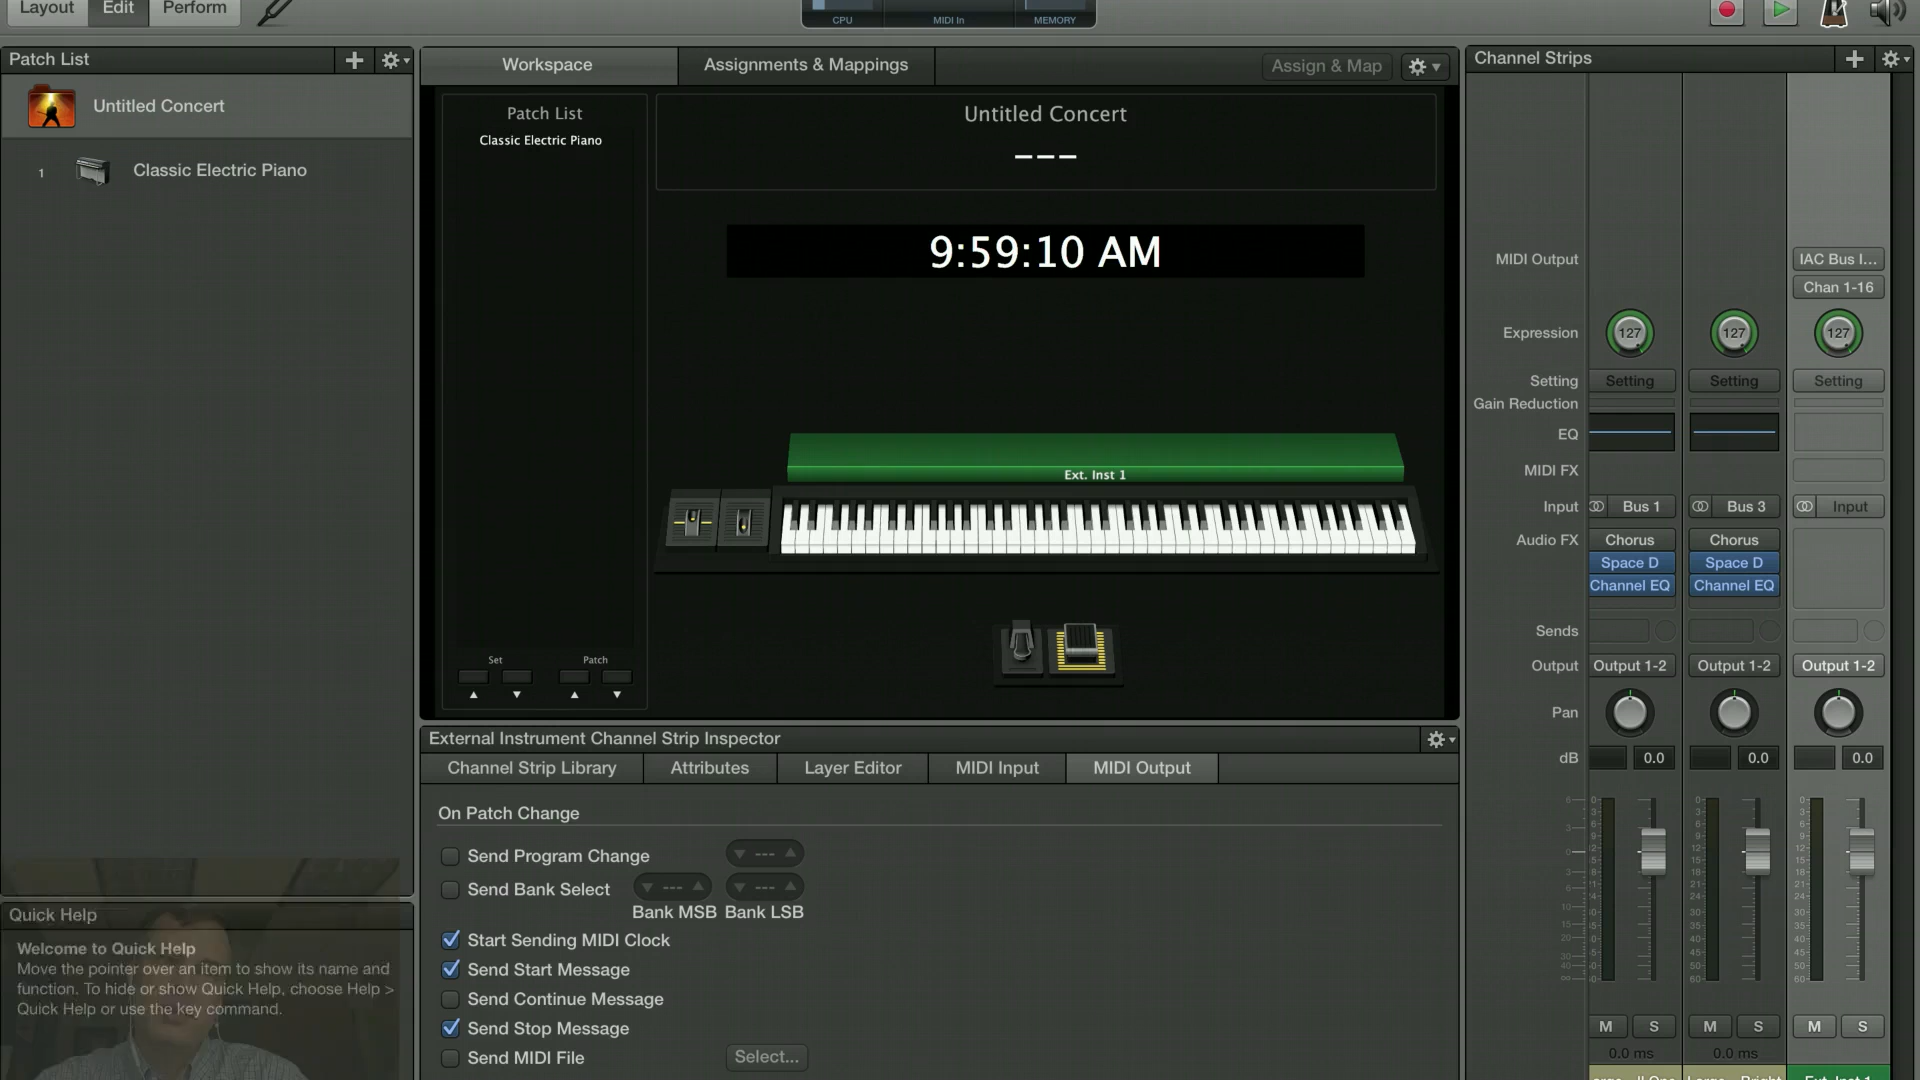 Layout
Edit
Perform
CPU
MIDI In
MEMORY
Patch List
Untitled Concert
1
Classic Electric Piano
Workspace
Assignments & Mappings
Assign & Map
Patch List
Classic Electric Piano
Untitled Concert
---
9:59:10 AM
Ext. Inst 1
Set
Patch
External Instrument Channel Strip Inspector
Channel Strip Library
Attributes
Layer Editor
MIDI Input
MIDI Output
On Patch Change
Send Program Change
---
Send Bank Select
---
---
Bank MSB
Bank LSB
Start Sending MIDI Clock
Send Start Message
Send Continue Message
Send Stop Message
Send MIDI File
Select...
Quick Help
Welcome to Quick Help
Move the pointer over an item to show its name and
function. To hide or show Quick Help, choose Help >
Quick Help or use the key command.
Channel Strips
MIDI Output
IAC Bus I...
Chan 1-16
Expression
127
127
127
Setting
Setting
Setting
Setting
Gain Reduction
EQ
MIDI FX
Input
Bus 1
Bus 3
Input
Audio FX
Chorus
Chorus
Space D
Space D
Channel EQ
Channel EQ
Sends
Output
Output 1-2
Output 1-2
Output 1-2
Pan
dB
0.0
0.0
0.0
M
S
M
S
M
S
0.0 ms
0.0 ms
Ext. Inst 1